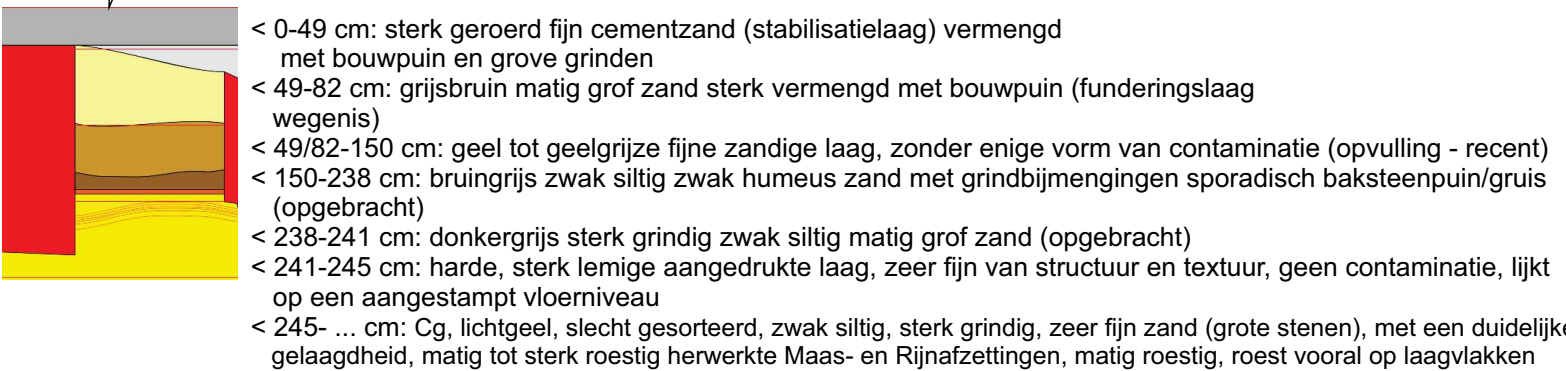 < 0-49 cm: sterk geroerd fijn cementzand (stabilisatielaag) vermengd
met bouwpuin en grove grinden
< 49-82 cm: grijsbruin matig grof zand sterk vermengd met bouwpuin (funderingslaag
wegenis)
< 49/82-150 cm: geel tot geelgrijze fijne zandige laag, zonder enige vorm van contaminatie (opvulling - recent)
< 150-238 cm: bruingrijs zwak siltig zwak humeus zand met grindbijmengingen sporadisch baksteenpuin/gruis
(opgebracht)
< 238-241 cm: donkergrijs sterk grindig zwak siltig matig grof zand (opgebracht)
< 241-245 cm: harde, sterk lemige aangedrukte laag, zeer fijn van structuur en textuur, geen contaminatie, lijkt
op een aangestampt vloerniveau
< 245- ... cm: Cg, lichtgeel, slecht gesorteerd, zwak siltig, sterk grindig, zeer fijn zand (grote stenen), met een duidelijke
gelaagdheid, matig tot sterk roestig herwerkte Maas- en Rijnafzettingen, matig roestig, roest vooral op laagvlakken